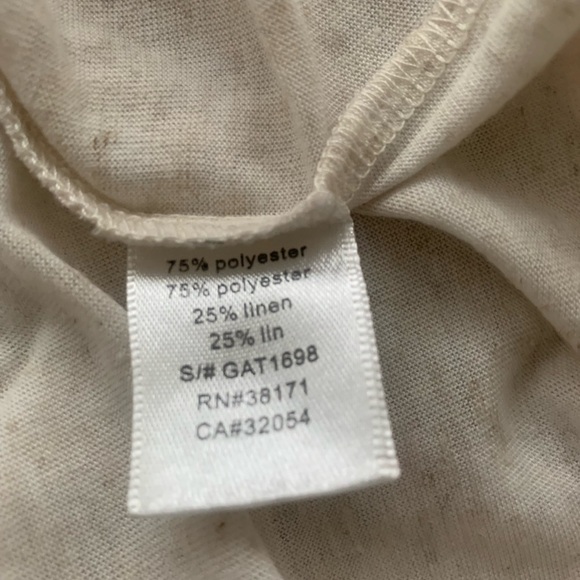 75% polyester
75% polyester
25% linen
25% lin
S/# GAT1698
RN#38171
CA#32054